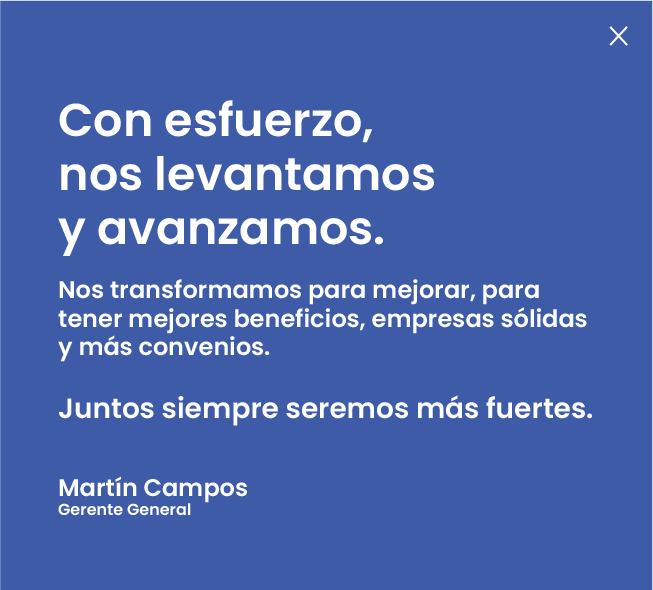 Con esfuerzo,
nos levantamos
y avanzamos.
Nos transformamos para mejorar, para
tener mejores beneficios, empresas sólidas
y más convenios.
Juntos siempre seremos más fuertes.
Martín Campos
Gerente General